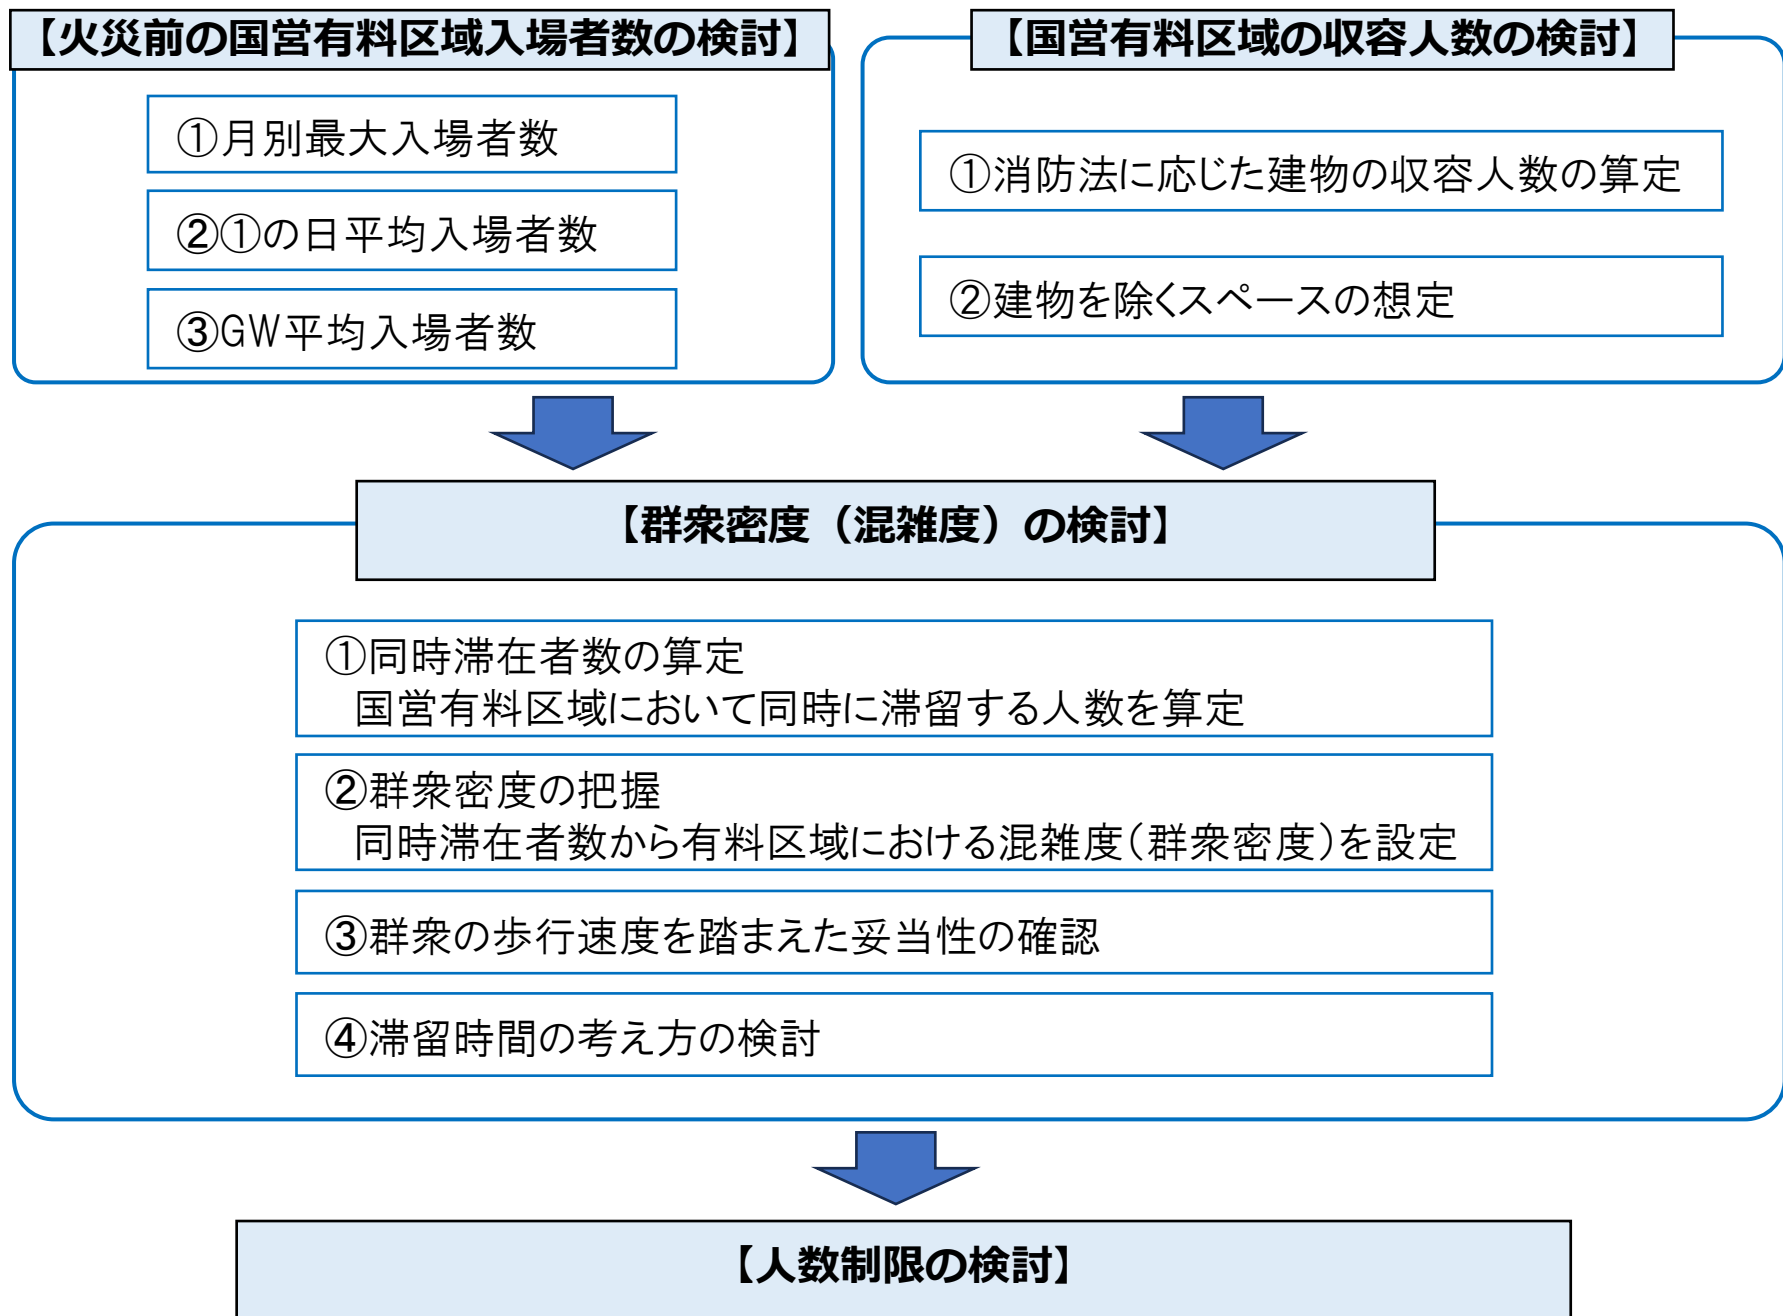 【火災前の国営有料区域入場者数の検討】
①月別最大入場者数
②①の日平均入場者数
③GW平均入場者数
【国営有料区域の収容人数の検討】
①消防法に応じた建物の収容人数の算定
②建物を除くスペースの想定
【群衆密度（混雑度）の検討】
①同時滞在者数の算定
国営有料区域において同時に滞留する人数を算定
②群衆密度の把握
同時滞在者数から有料区域における混雑度（群衆密度）を設定
③群衆の歩行速度を踏まえた妥当性の確認
④滞留時間の考え方の検討
【人数制限の検討】